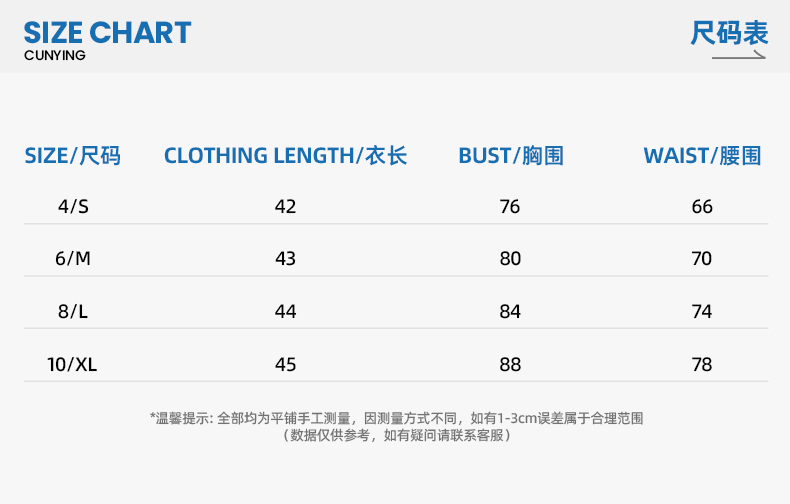 SIZE CHART
CUNYING
尺码表
SIZE/尺码 CLOTHING LENGTH/衣长 BUST/胸围 WAIST/腰围
4/S 42 76 66
6/M 43 80 70
8/L 44 84 74
10/XL 45 88 78
*温馨提示: 全部均为平铺手工测量，因测量方式不同，如有1-3cm误差属于合理范围
（数据仅供参考，如有疑问请联系客服）